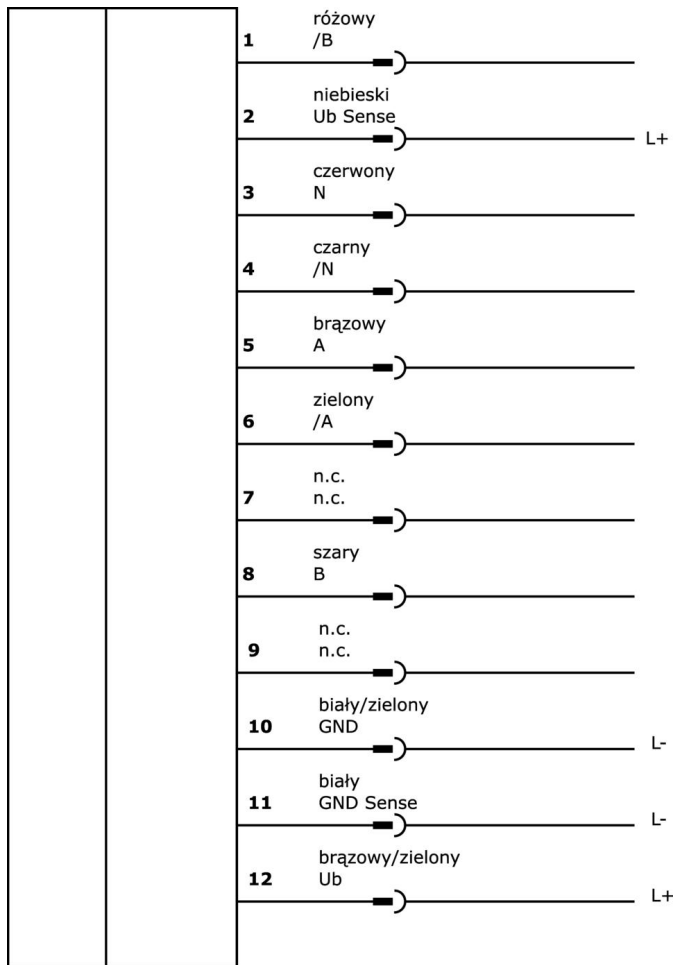 różowy
1 /B
niebieski
2 Ub Sense
L+
czerwony
3 N
czarny
4 /N
brązowy
5 A
zielony
6 /A
n.c.
7 n.c.
szary
8 B
n.c.
9 n.c.
biały/zielony
10 GND
L-
biały
11 GND Sense
L-
brązowy/zielony
12 Ub
L+